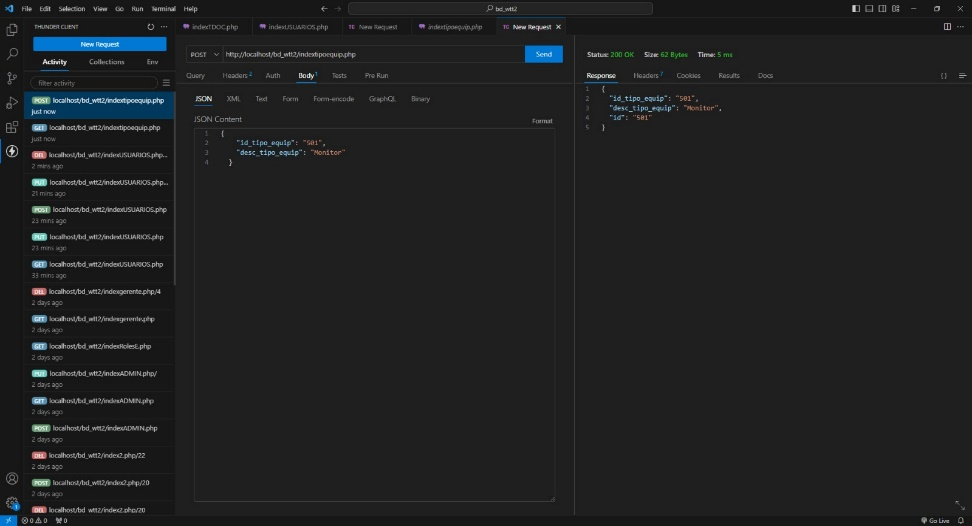 File Edit Selection View Go Run Terminal Help
bd_wtt2
THUNDER CLIENT
New Request
Activity Collections Env
filter activity
POST localhost/bd_wtt2/indextipoequip.php
just now
GET localhost/bd_wtt2/indextipoequip.php
just now
DEL localhost/bd_wtt2/indexUSUARIOS.php...
2 mins ago
PUT localhost/bd_wtt2/indexUSUARIOS.php...
21 mins ago
POST localhost/bd_wtt2/indexUSUARIOS.php
23 mins ago
PUT localhost/bd_wtt2/indexUSUARIOS.php
23 mins ago
GET localhost/bd_wtt2/indexUSUARIOS.php
33 mins ago
DEL localhost/bd_wtt2/indexgerente.php/4
2 days ago
GET localhost/bd_wtt2/indexgerente.php
2 days ago
GET localhost/bd_wtt2/indexRolesE.php
2 days ago
PUT localhost/bd_wtt2/indexADMIN.php/
2 days ago
GET localhost/bd_wtt2/indexADMIN.php
2 days ago
POST localhost/bd_wtt2/indexADMIN.php
2 days ago
DEL localhost/bd_wtt2/index2.php/22
2 days ago
POST localhost/bd_wtt2/index2.php/20
2 days ago
DEL localhost/bd_wtt2/index2.php/20
indexTDOC.php indexUSUARIOS.php TC New Request indextipoequip.php TC New Request
POST http://localhost/bd_wtt2/indextipoequip.php Send
Query Headers 2 Auth Body 1 Tests Pre Run
JSON XML Text Form Form-encode GraphQL Binary
JSON Content Format
1 {
2 "id_tipo_equip": "501",
3 "desc_tipo_equip": "Monitor"
4 }
Status: 200 OK Size: 62 Bytes Time: 5 ms
Response Headers 7 Cookies Results Docs { }
1 {
2 "id_tipo_equip": "501",
3 "desc_tipo_equip": "Monitor",
4 "id": "501"
5 }
1
0 0 0 Go Live